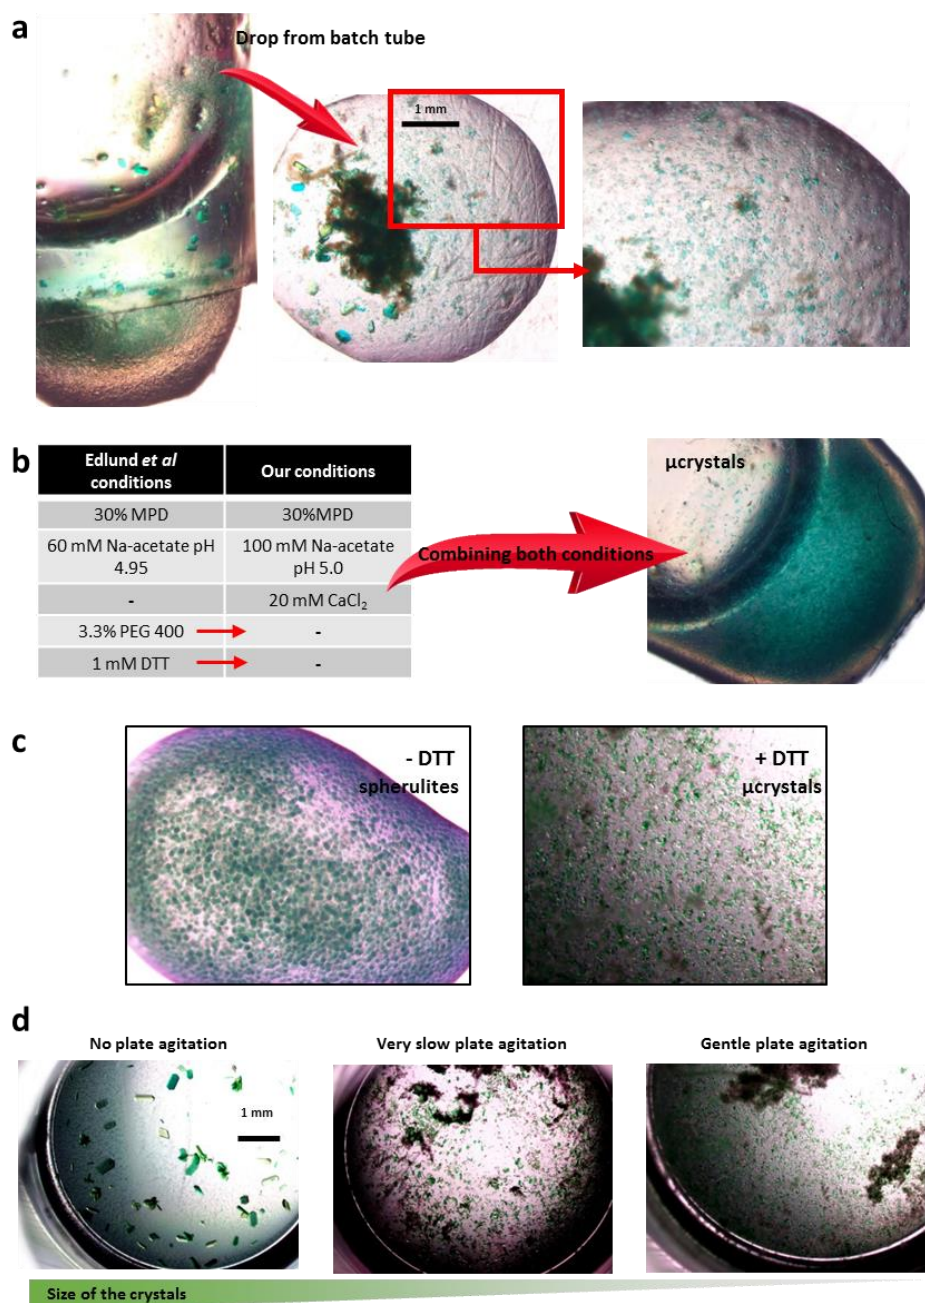 a
Drop from batch tube
1 mm
b
Edlund et al
conditions
Our conditions
30% MPD
30%MPD
60 mM Na-acetate pH
4.95
100 mM Na-acetate
pH 5.0
-
20 mM CaCl₂
3.3% PEG 400
-
1 mM DTT
-
Combining both conditions
µcrystals
c
- DTT
spherulites
+ DTT
µcrystals
d
No plate agitation
Very slow plate agitation
Gentle plate agitation
1 mm
Size of the crystals